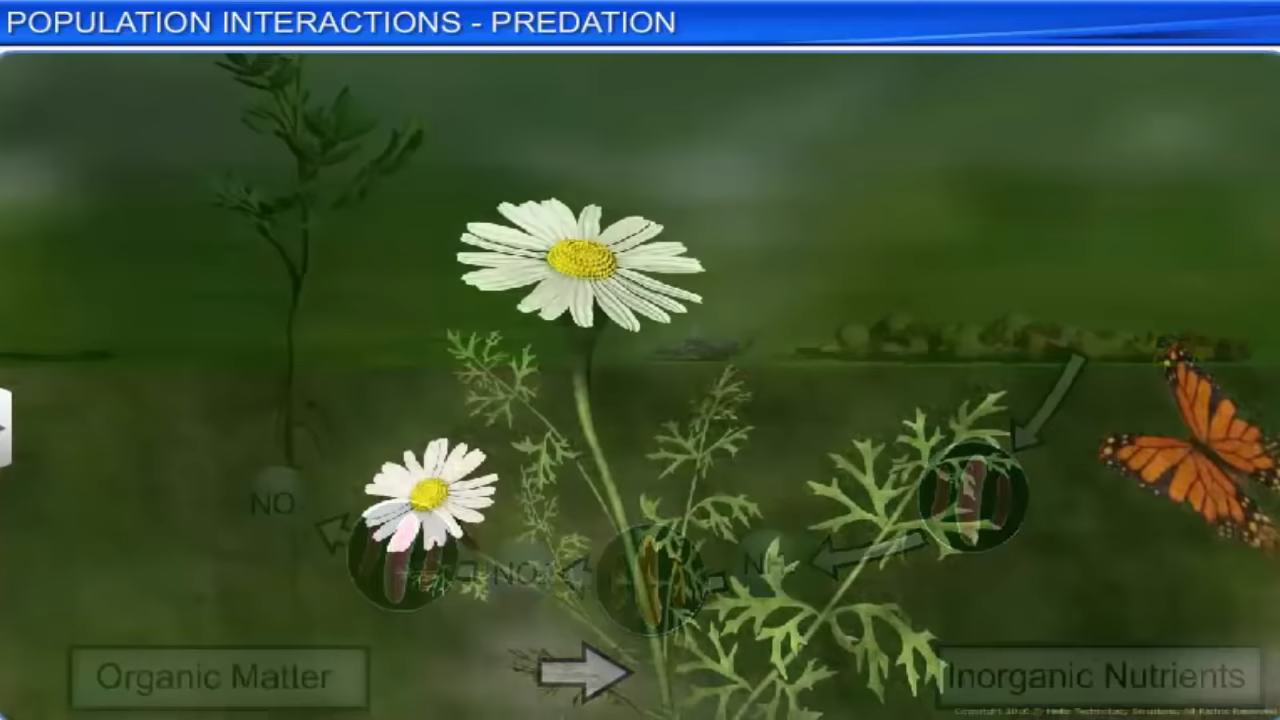 POPULATION INTERACTIONS - PREDATION
NO
NO
N
Organic Matter
Inorganic Nutrients